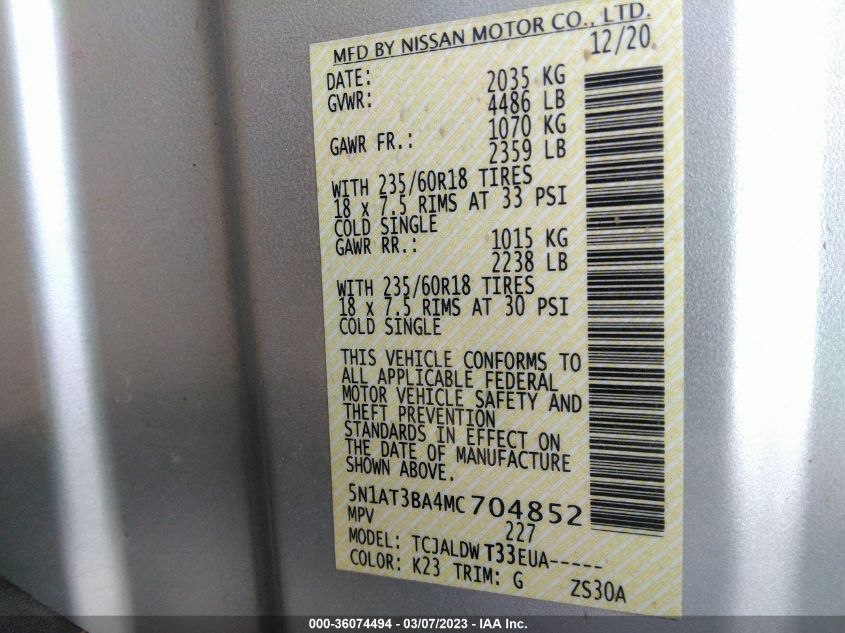 MFD BY NISSAN MOTOR CO., LTD.
DATE: 12/20
GVWR: 2035 KG
4486 LB
GAWR FR.: 1070 KG
2359 LB
WITH 235/60R18 TIRES
18 x 7.5 RIMS AT 33 PSI
COLD SINGLE
GAWR RR.: 1015 KG
2238 LB
WITH 235/60R18 TIRES
18 x 7.5 RIMS AT 30 PSI
COLD SINGLE
THIS VEHICLE CONFORMS TO
ALL APPLICABLE FEDERAL
MOTOR VEHICLE SAFETY AND
THEFT PREVENTION
STANDARDS IN EFFECT ON
THE DATE OF MANUFACTURE
SHOWN ABOVE.
5N1AT3BA4MC 704852
MPV 227
MODEL: TCJALDW T33EUA-----
COLOR: K23 TRIM: G ZS30A
000-36074494 - 03/07/2023 - IAA Inc.